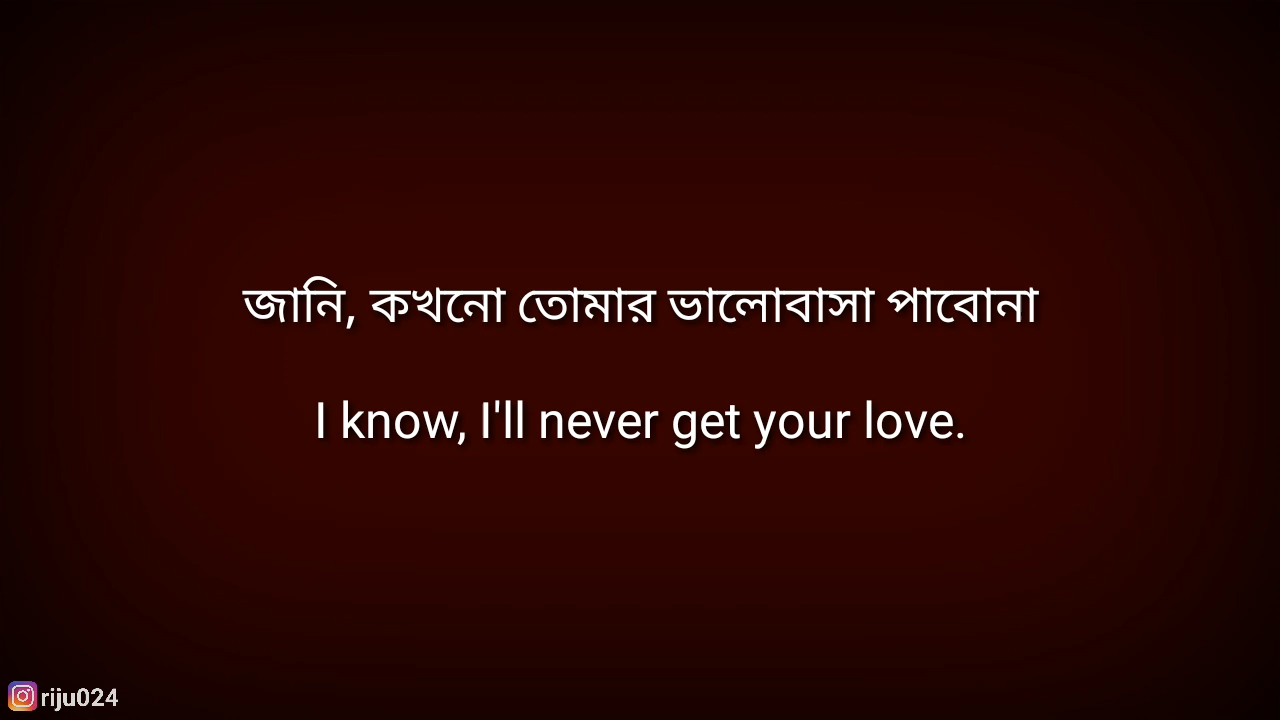 জানি, কখনো তোমার ভালোবাসা পাবোনা
I know, I'll never get your love.
riju024